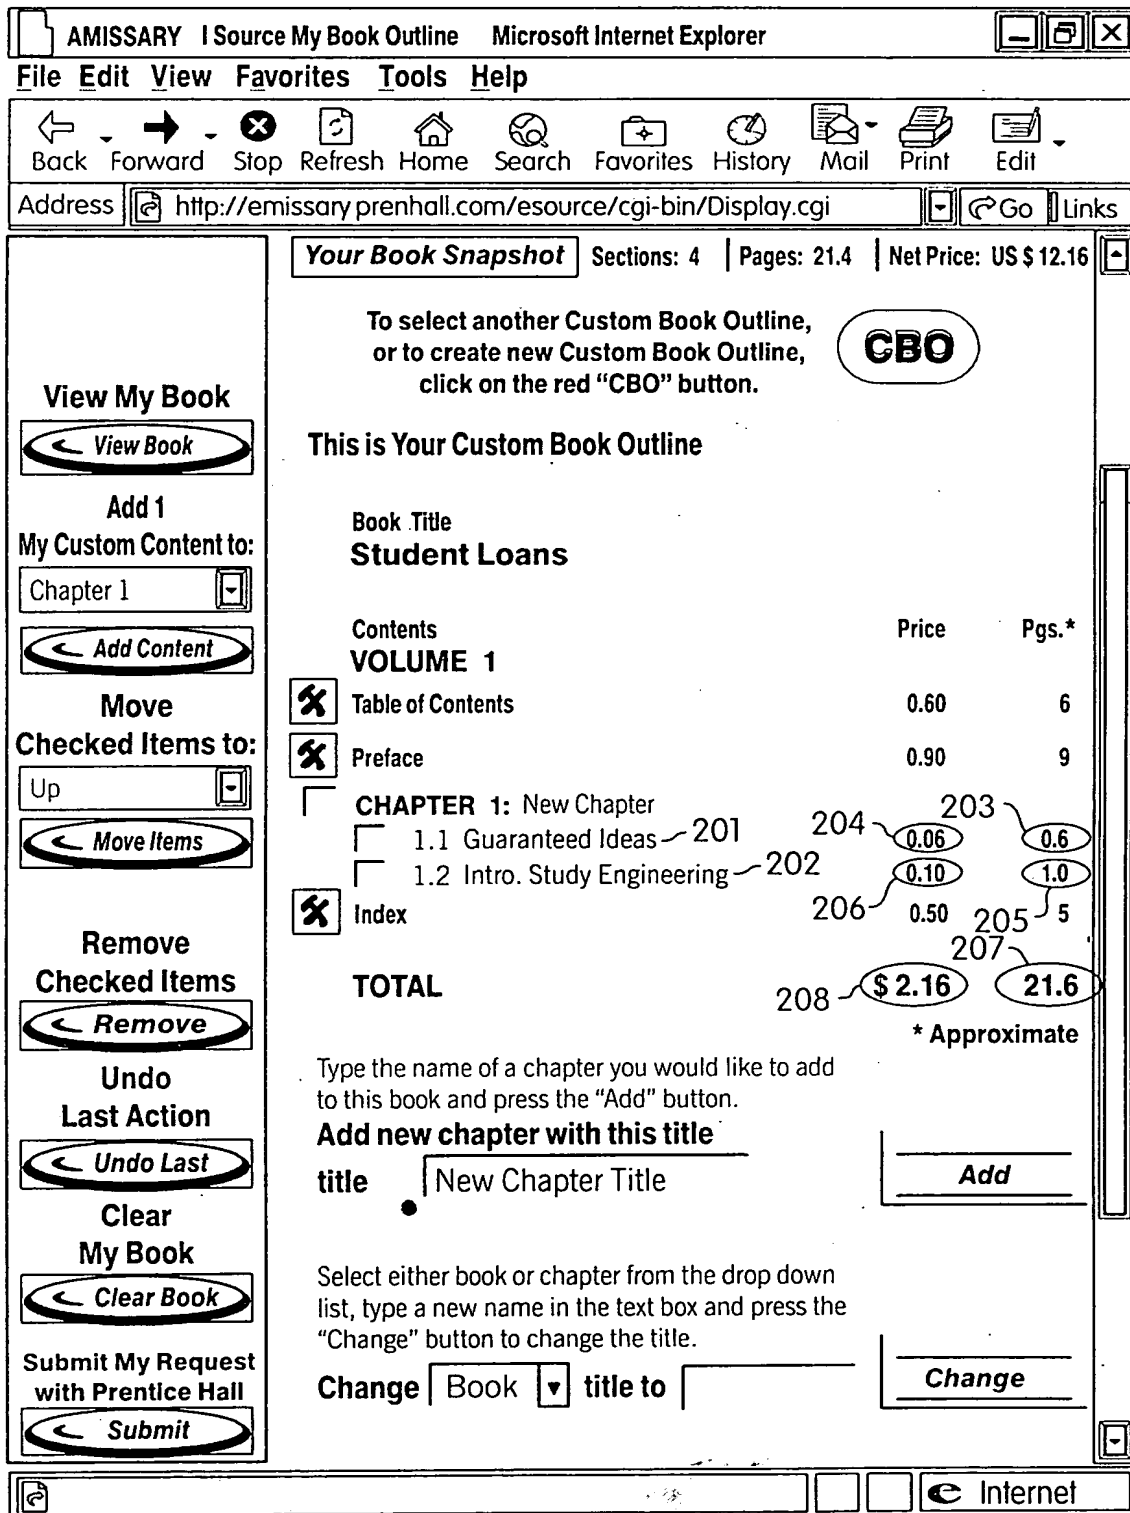 AMISSARY I Source My Book Outline Microsoft Internet Explorer
File Edit View Favorites Tools Help
Back Forward Stop Refresh Home Search Favorites History Mail Print Edit
Address http://emissary prenhall.com/esource/cgi-bin/Display.cgi Go Links
Your Book Snapshot Sections: 4 Pages: 21.4 Net Price: US $ 12.16
To select another Custom Book Outline,
or to create new Custom Book Outline,
click on the red “CBO” button.
CBO
View My Book
View Book
Add 1
My Custom Content to:
Chapter 1
Add Content
Move
Checked Items to:
Up
Move Items
Remove
Checked Items
Remove
Undo
Last Action
Undo Last
Clear
My Book
Clear Book
Submit My Request
with Prentice Hall
Submit
This is Your Custom Book Outline
Book Title
Student Loans
Contents Price Pgs.*
VOLUME 1
Table of Contents 0.60 6
Preface 0.90 9
CHAPTER 1: New Chapter 203
1.1 Guaranteed Ideas 201 204 0.06 0.6
1.2 Intro. Study Engineering 202 0.10 1.0
Index 206 0.50 205 5
207
TOTAL 208 $ 2.16 21.6
* Approximate
Type the name of a chapter you would like to add
to this book and press the “Add” button.
Add new chapter with this title
title New Chapter Title Add
Select either book or chapter from the drop down
list, type a new name in the text box and press the
“Change” button to change the title.
Change Book title to Change
Internet